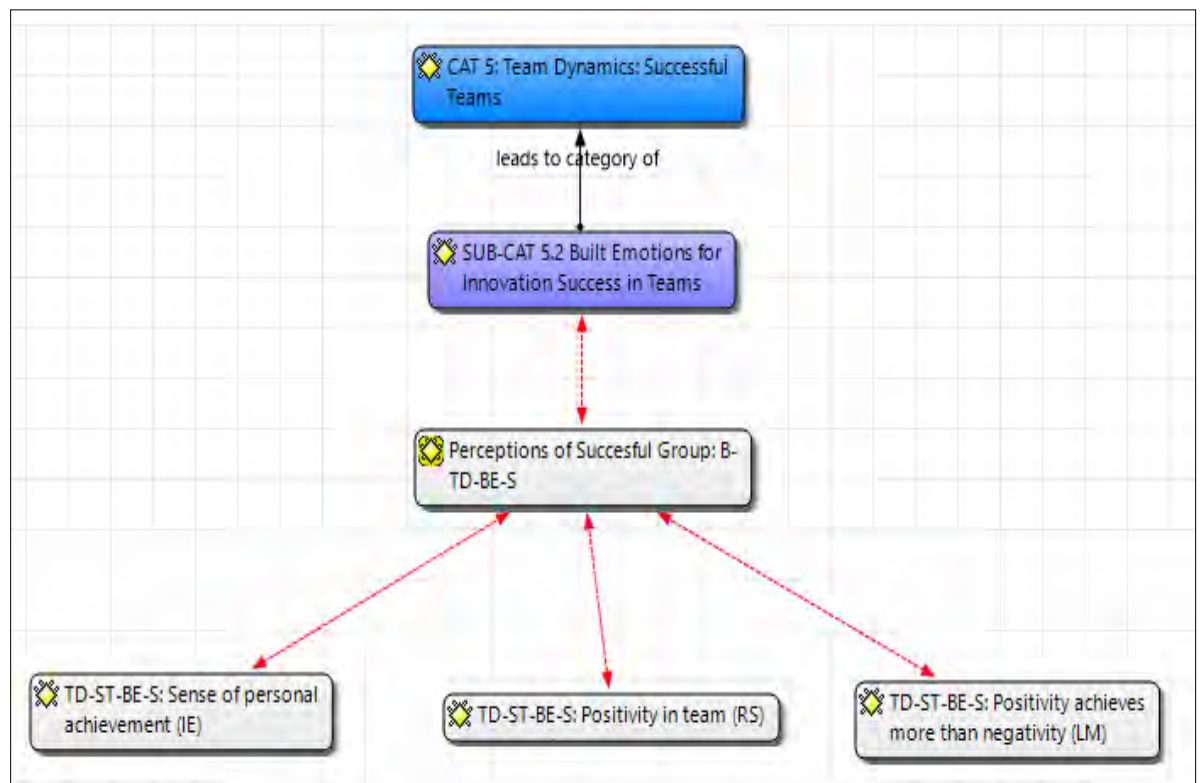 CAT 5: Team Dynamics: Successful
Teams
leads to category of
SUB-CAT 5.2 Built Emotions for
Innovation Success in Teams
Perceptions of Succesful Group: B-
TD-BE-S
TD-ST-BE-S: Sense of personal
achievement (IE)
TD-ST-BE-S: Positivity in team (RS)
TD-ST-BE-S: Positivity achieves
more than negativity (LM)